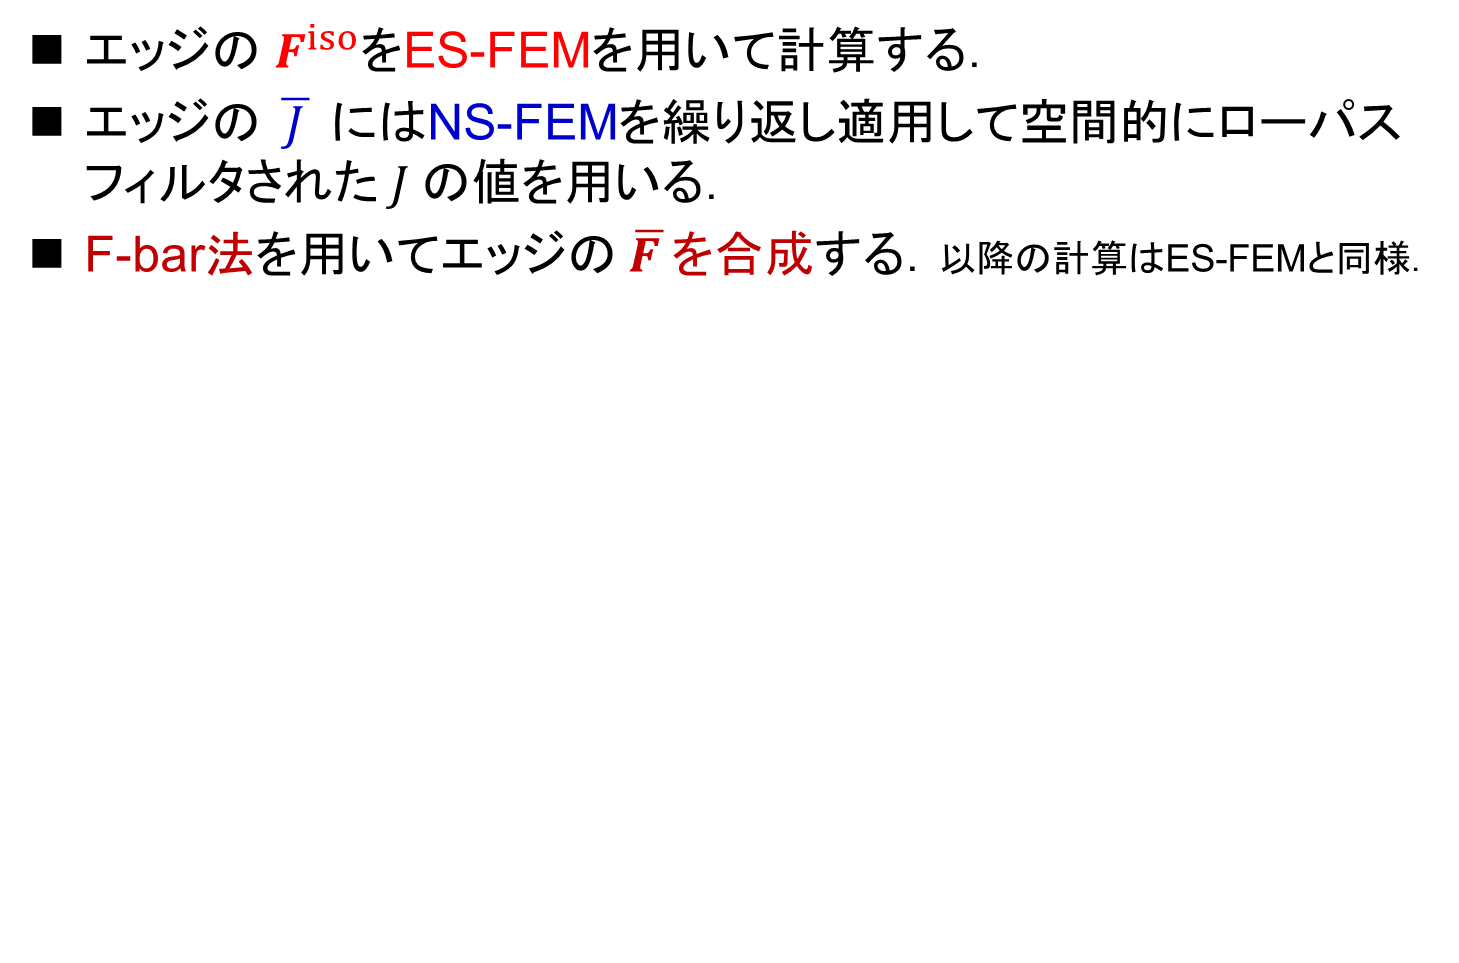 ■ エッジの 𝑭ⁱˢᵒをES-FEMを用いて計算する.
■ エッジの J̅ にはNS-FEMを繰り返し適用して空間的にローパス
フィルタされた J の値を用いる.
■ F-bar法を用いてエッジの 𝑭̅ を合成する. 以降の計算はES-FEMと同様.